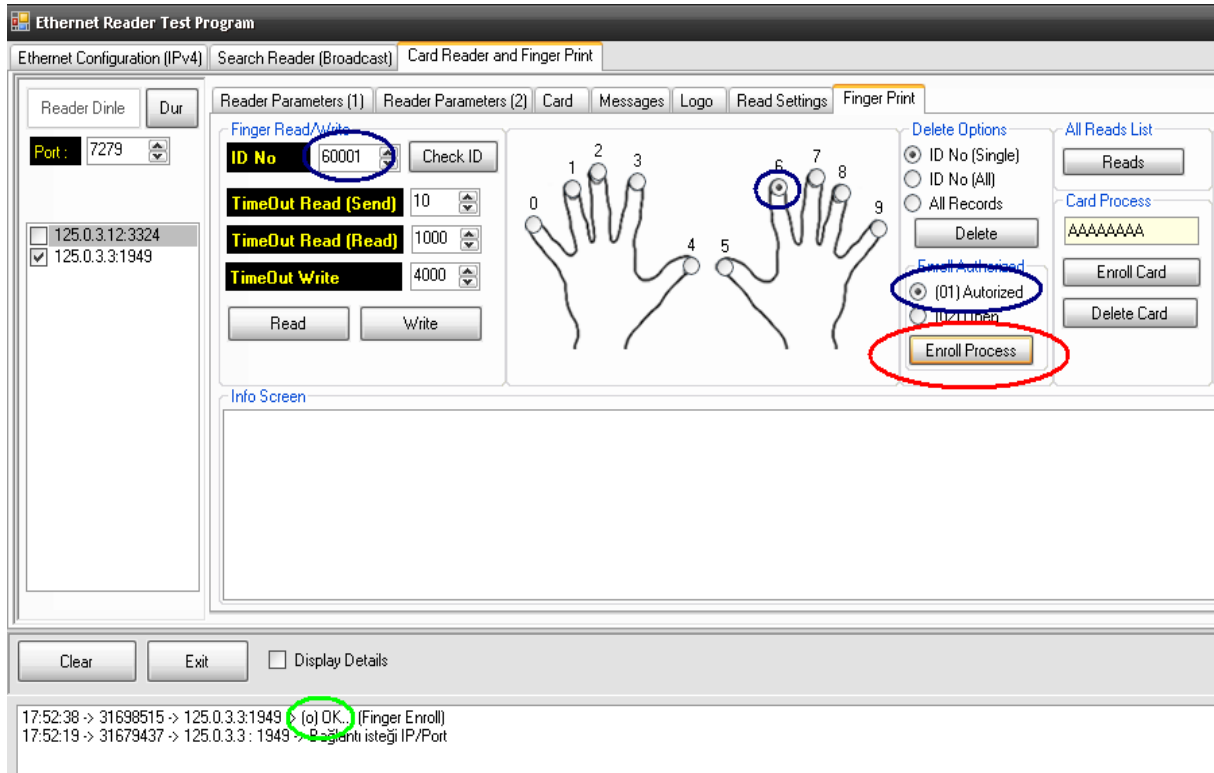 Ethernet Reader Test Program
Ethernet Configuration (IPv4) Search Reader (Broadcast) Card Reader and Finger Print
Reader Dinle Dur
Port : 7279
125.0.3.12:3324
125.0.3.3:1949
Reader Parameters (1) Reader Parameters (2) Card Messages Logo Read Settings Finger Print
Finger Read/Write
ID No 60001 Check ID
TimeOut Read (Send) 10
TimeOut Read (Read) 1000
TimeOut Write 4000
Read Write
0 1 2 3 4 5 6 7 8 9
Delete Options
ID No (Single)
ID No (All)
All Records
Delete
Enroll Authorized
(01) Autorized
(02) Open
Enroll Process
All Reads List
Reads
Card Process
AAAAAAAA
Enroll Card
Delete Card
Info Screen
Clear Exit Display Details
17:52:38 -> 31698515 -> 125.0.3.3:1949 -> (o) OK... (Finger Enroll)
17:52:19 -> 31679437 -> 125.0.3.3 : 1949 -> Bağlantı isteği IP/Port